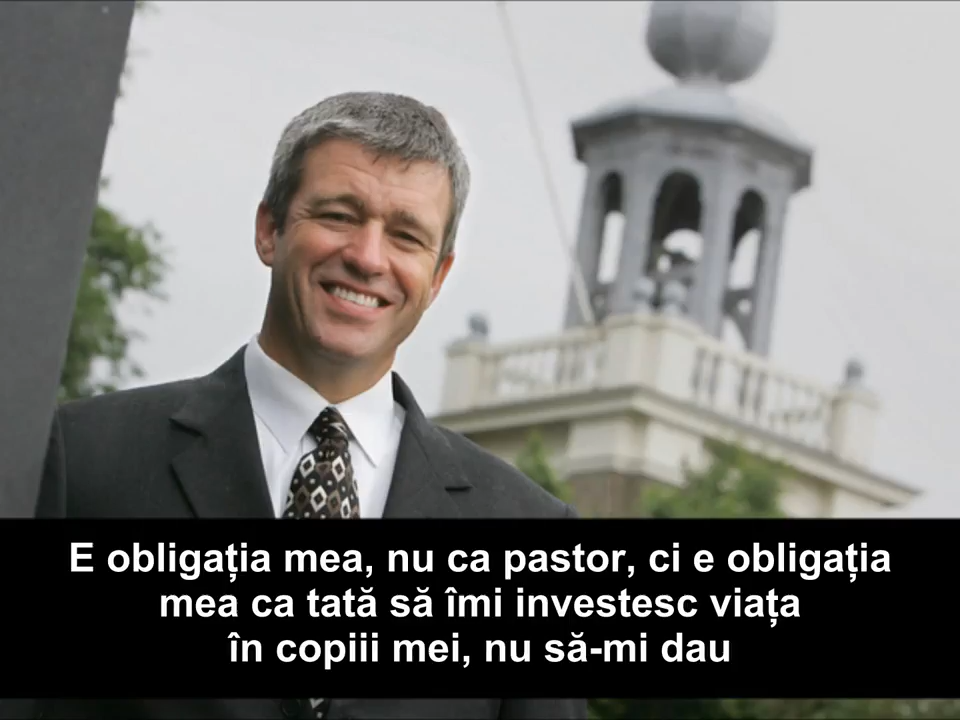 E obligația mea, nu ca pastor, ci e obligația
mea ca tată să îmi investesc viața
în copiii mei, nu să-mi dau